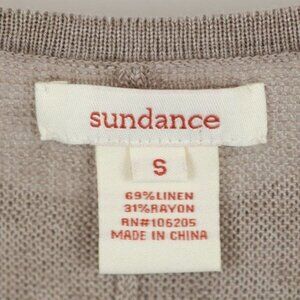 sundance
S
69%LINEN
31%RAYON
RN#106205
MADE IN CHINA